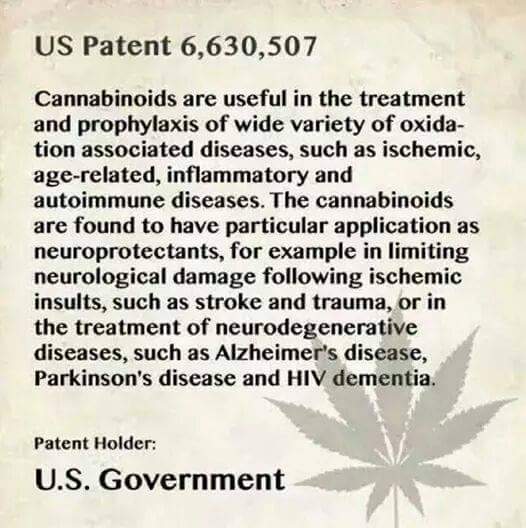 US Patent 6,630,507
Cannabinoids are useful in the treatment
and prophylaxis of wide variety of oxida-
tion associated diseases, such as ischemic,
age-related, inflammatory and
autoimmune diseases. The cannabinoids
are found to have particular application as
neuroprotectants, for example in limiting
neurological damage following ischemic
insults, such as stroke and trauma, or in
the treatment of neurodegenerative
diseases, such as Alzheimer's disease,
Parkinson's disease and HIV dementia.
Patent Holder:
U.S. Government